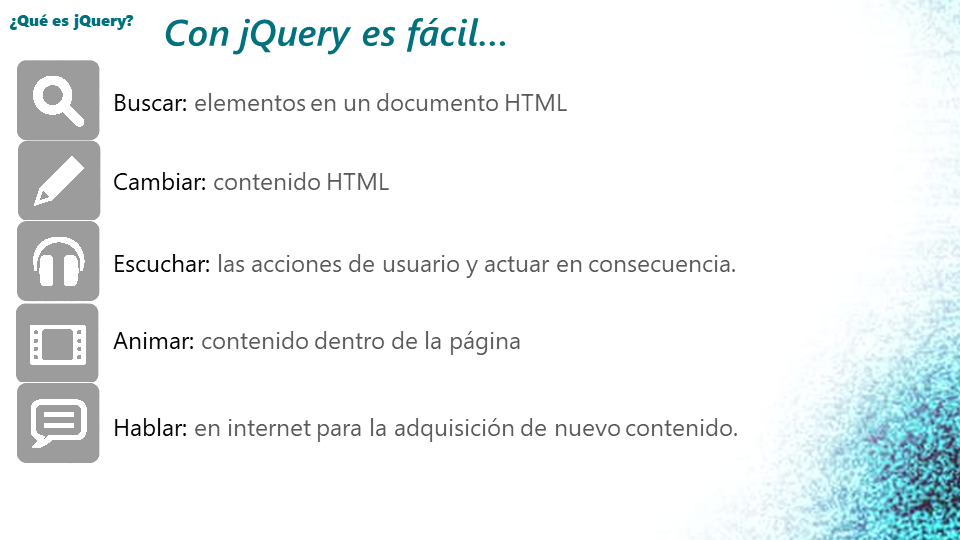 ¿Qué es jQuery?
Con jQuery es fácil...
Buscar: elementos en un documento HTML
Cambiar: contenido HTML
Escuchar: las acciones de usuario y actuar en consecuencia.
Animar: contenido dentro de la página
Hablar: en internet para la adquisición de nuevo contenido.